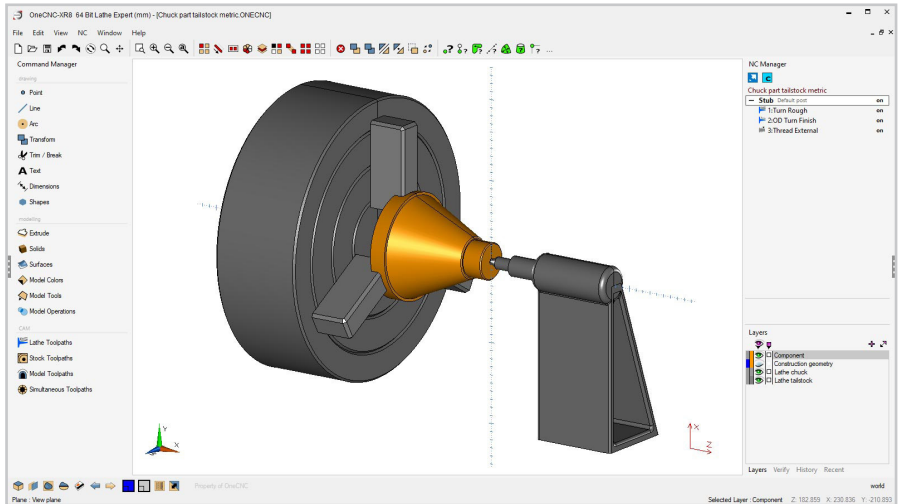 OneCNC-XR8 64 Bit Lathe Expert (mm) - [Chuck part tailstock metric.ONECNC]
File Edit View NC Window Help
Command Manager
drawing
Point
Line
Arc
Transform
Trim / Break
A Text
Dimensions
Shapes
modelling
Extrude
Solids
Surfaces
Model Colors
Model Tools
Model Operations
CAM
Lathe Toolpaths
Stock Toolpaths
Model Toolpaths
Simultaneous Toolpaths
Y
X
X
Z
NC Manager
Chuck part tailstock metric
Stub Default post on
1:Turn Rough on
2:OD Turn Finish on
3:Thread External on
Layers
Component
Construction geometry
Lathe chuck
Lathe tailstock
Layers Verify History Recent
Property of OneCNC
world
Plane : View plane
Selected Layer : Component Z: 182.859 X: 230.836 Y: -210.893